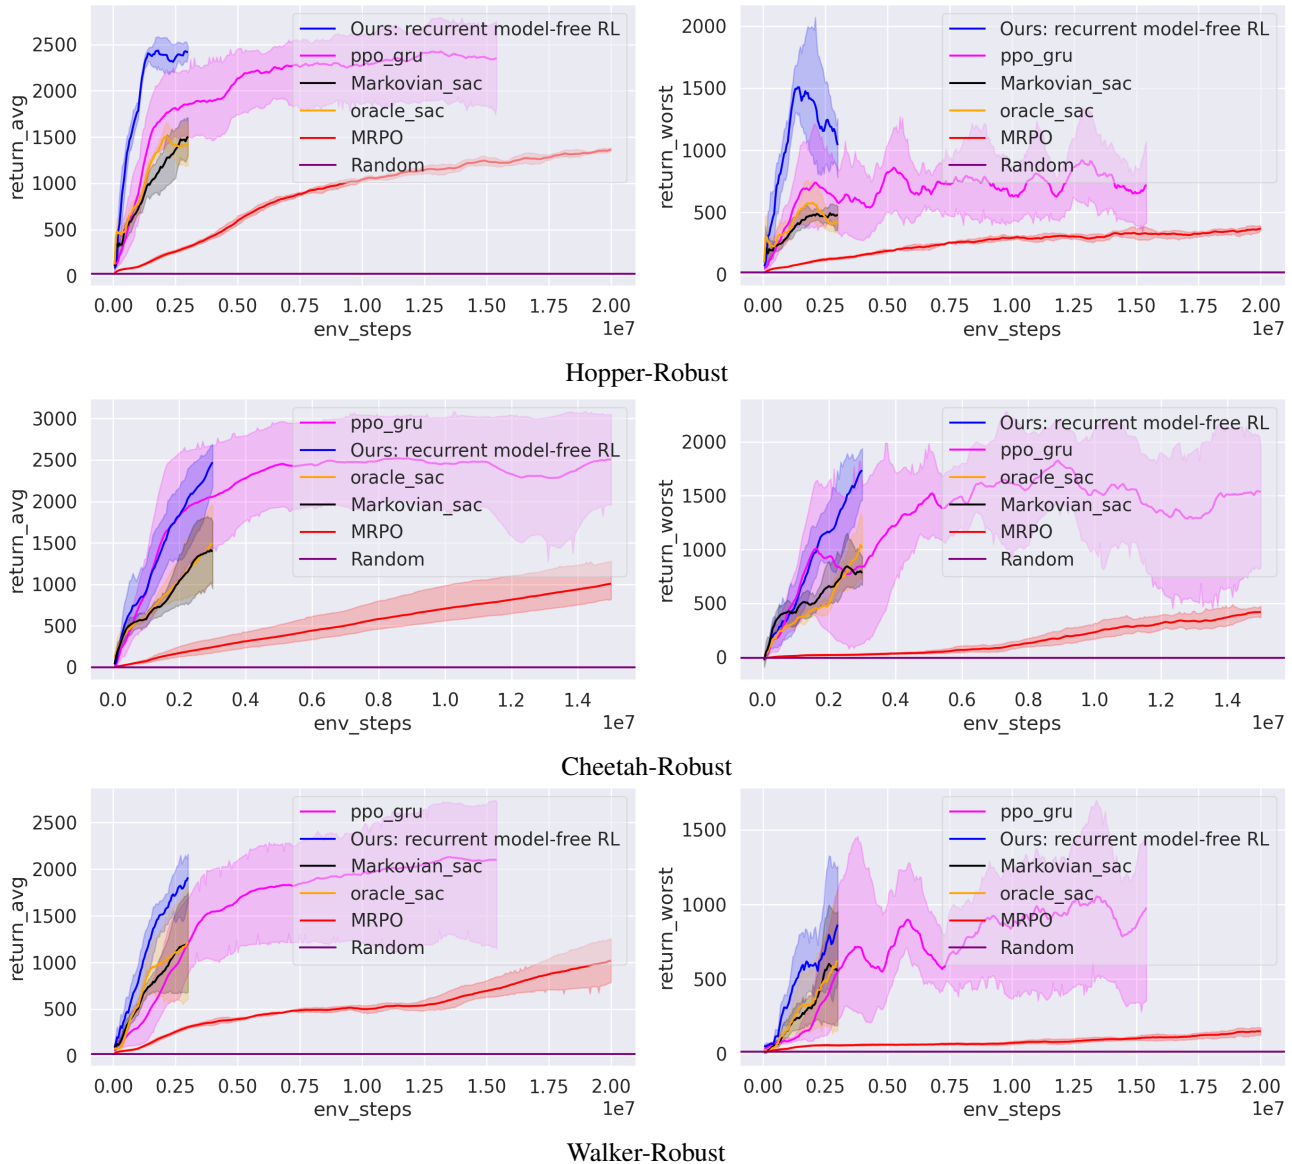 return_avg
2500
2000
1500
1000
500
0
Ours: recurrent model-free RL
ppo_gru
Markovian_sac
oracle_sac
MRPO
Random
0.00 0.25 0.50 0.75 1.00 1.25 1.50 1.75 2.00
env_steps
1e7
return_worst
2000
1500
1000
500
0
Ours: recurrent model-free RL
ppo_gru
Markovian_sac
oracle_sac
MRPO
Random
0.00 0.25 0.50 0.75 1.00 1.25 1.50 1.75 2.00
env_steps
1e7
Hopper-Robust
return_avg
3000
2500
2000
1500
1000
500
0
ppo_gru
Ours: recurrent model-free RL
oracle_sac
Markovian_sac
MRPO
Random
0.0 0.2 0.4 0.6 0.8 1.0 1.2 1.4
env_steps
1e7
return_worst
2000
1500
1000
500
0
Ours: recurrent model-free RL
ppo_gru
oracle_sac
Markovian_sac
MRPO
Random
0.0 0.2 0.4 0.6 0.8 1.0 1.2 1.4
env_steps
1e7
Cheetah-Robust
return_avg
2500
2000
1500
1000
500
0
ppo_gru
Ours: recurrent model-free RL
Markovian_sac
oracle_sac
MRPO
Random
0.00 0.25 0.50 0.75 1.00 1.25 1.50 1.75 2.00
env_steps
1e7
return_worst
1500
1000
500
0
ppo_gru
Ours: recurrent model-free RL
Markovian_sac
oracle_sac
MRPO
Random
0.00 0.25 0.50 0.75 1.00 1.25 1.50 1.75 2.00
env_steps
1e7
Walker-Robust